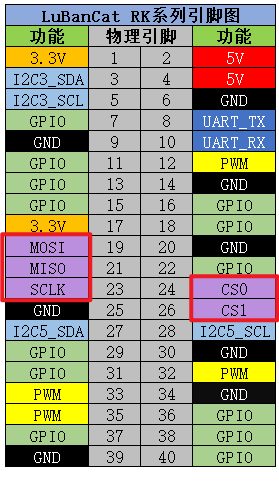 LuBanCat RK系列引脚图
功能 物理引脚 功能
3.3V 1 2 5V
I2C3_SDA 3 4 5V
I2C3_SCL 5 6 GND
GPIO 7 8 UART_TX
GND 9 10 UART_RX
GPIO 11 12 PWM
GPIO 13 14 GND
GPIO 15 16 GPIO
3.3V 17 18 GPIO
MOSI 19 20 GND
MISO 21 22 GPIO
SCLK 23 24 CS0
GND 25 26 CS1
I2C5_SDA 27 28 I2C5_SCL
GPIO 29 30 GND
GPIO 31 32 PWM
PWM 33 34 GND
PWM 35 36 GPIO
GPIO 37 38 GPIO
GND 39 40 GPIO